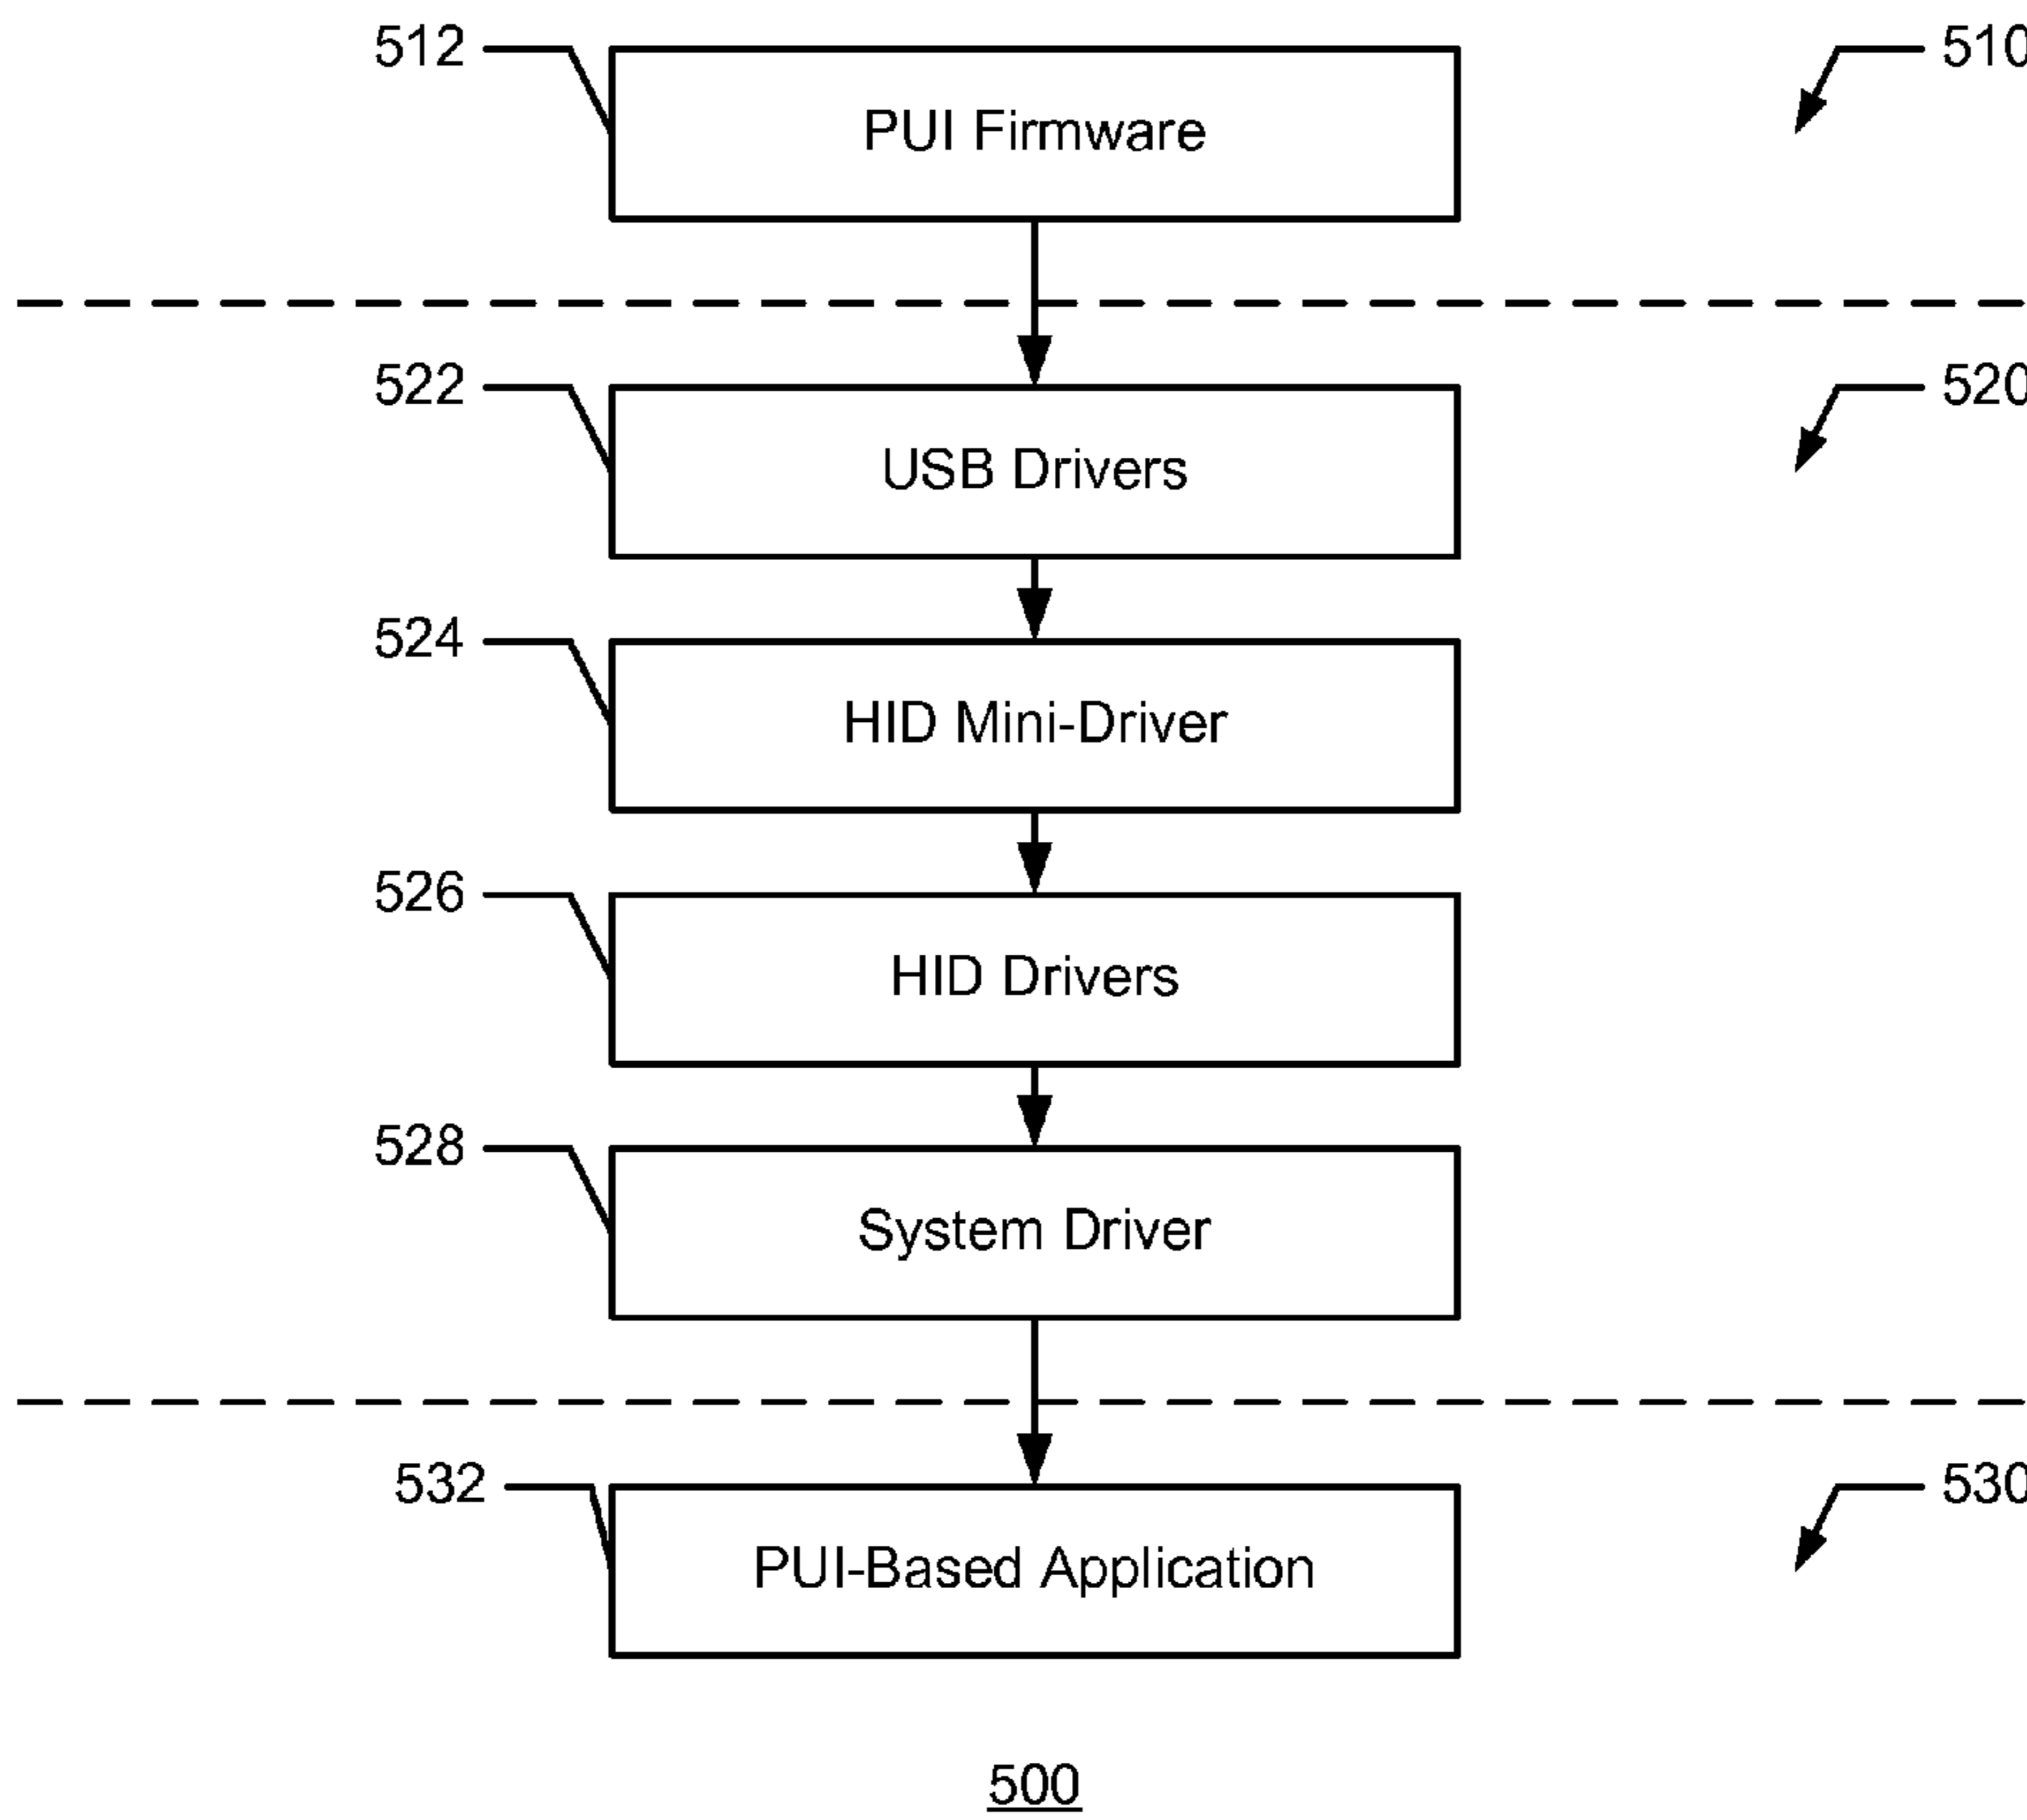 512 PUI Firmware 510
522 USB Drivers 520
524 HID Mini-Driver
526 HID Drivers
528 System Driver
532 PUI-Based Application 530
500